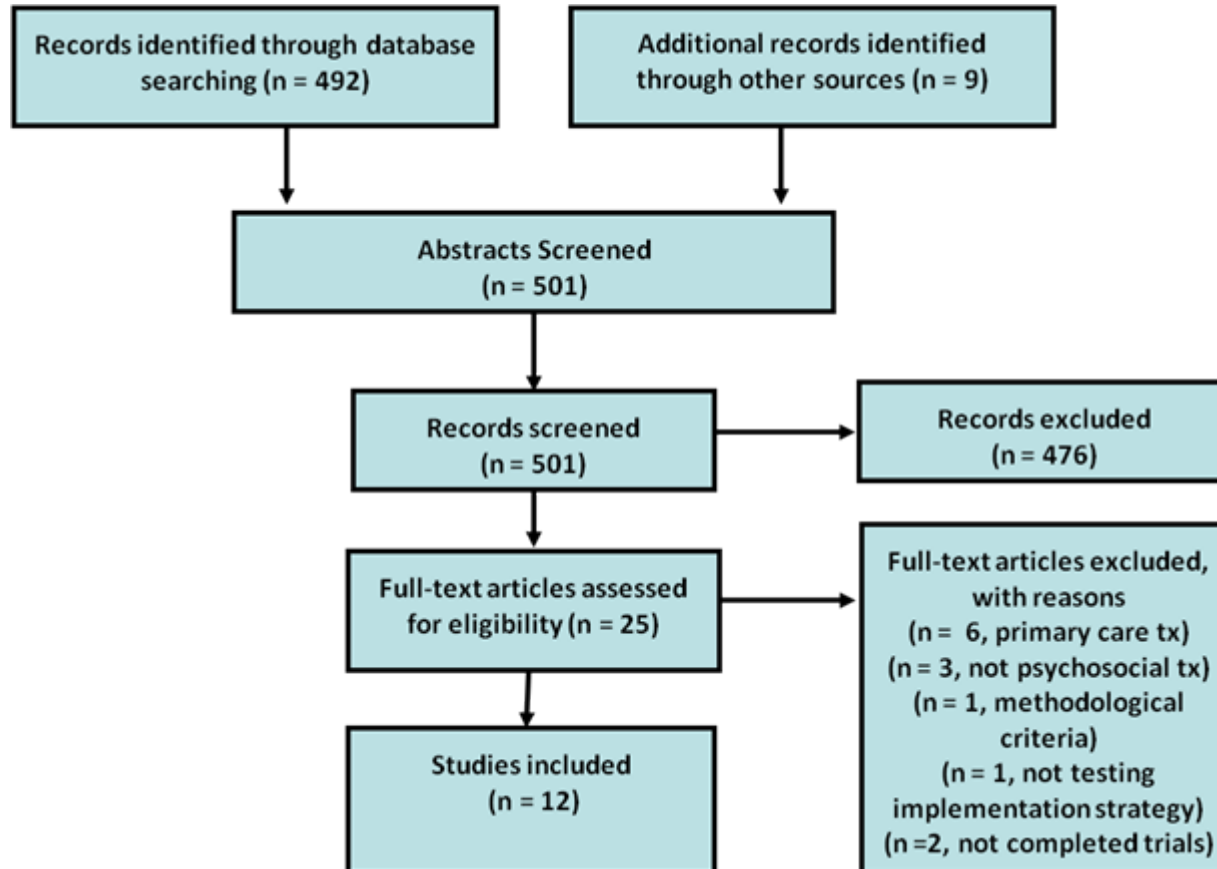 Records identified through database
searching (n = 492)
Additional records identified
through other sources (n = 9)
Abstracts Screened
(n = 501)
Records screened
(n = 501)
Records excluded
(n = 476)
Full-text articles assessed
for eligibility (n = 25)
Full-text articles excluded,
with reasons
(n = 6, primary care tx)
(n = 3, not psychosocial tx)
(n = 1, methodological
criteria)
(n = 1, not testing
implementation strategy)
(n =2, not completed trials)
Studies included
(n = 12)